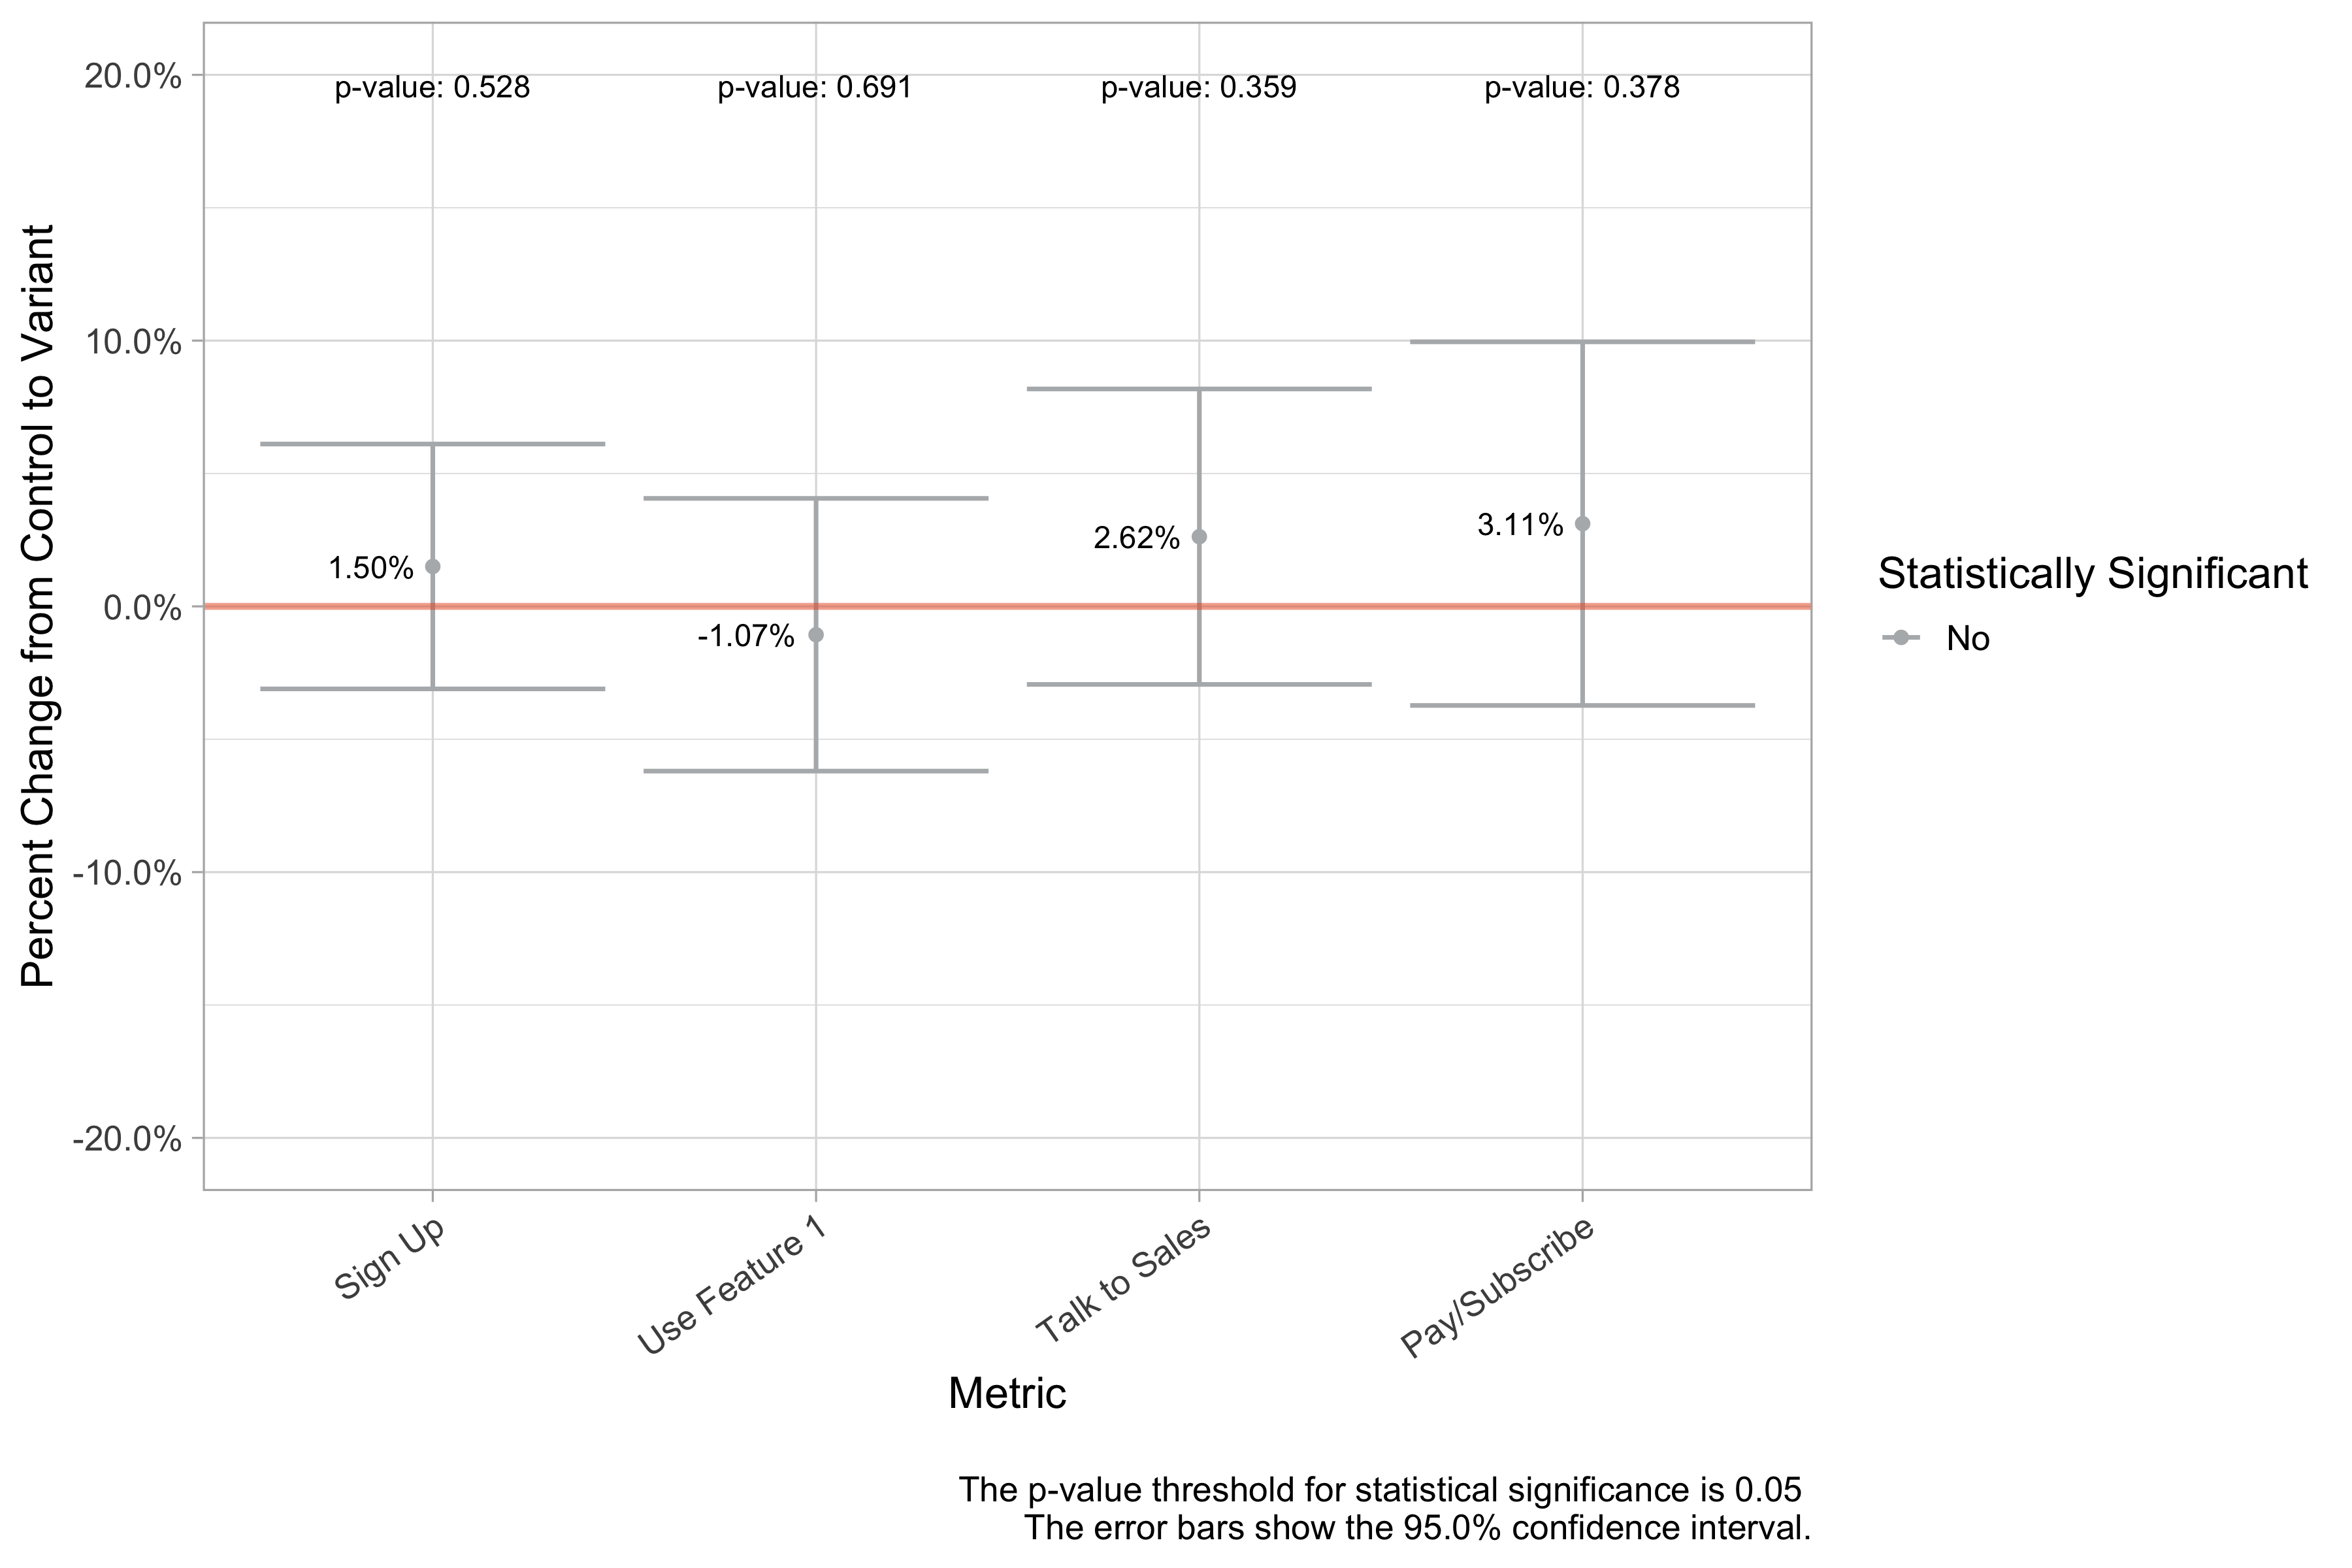 20.0%
p-value: 0.528
p-value: 0.691
p-value: 0.359
p-value: 0.378
10.0%
0.0%
-10.0%
-20.0%
Percent Change from Control to Variant
1.50%
-1.07%
2.62%
3.11%
Sign Up
Use Feature 1
Talk to Sales
Pay/Subscribe
Metric
Statistically Significant
No
The p-value threshold for statistical significance is 0.05
The error bars show the 95.0% confidence interval.